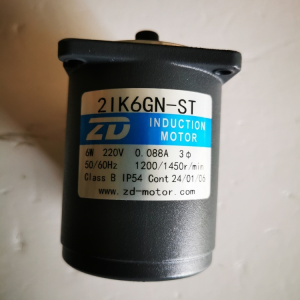 2IK6GN-ST
ZD INDUCTION MOTOR
6W 220V 0.088A 3Φ
50/60Hz 1200/1450r/min
Class B IP54 Cont 24/01/06
www.zd-motor.com